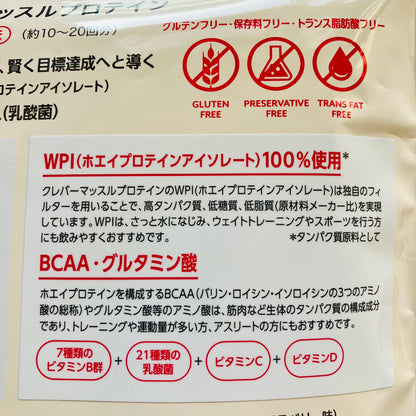 ッスルプロテイン
(約10~20回分)
グルテンフリー・保存料フリー・トランス脂肪酸フリー
、賢く目標達成へと導く
ロテインアイソレート)
(乳酸菌)
GLUTEN FREE
PRESERVATIVE FREE
TRANS FAT FREE
WPI(ホエイプロテインアイソレート)100%使用*
クレバーマッスルプロテインのWPI(ホエイプロテインアイソレート)は独自のフィ
ルターを用いることで、高タンパク質、低糖質、低脂質(原材料メーカー比)を実
現しています。WPIは、さっと水になじみ、ウェイトトレーニングやスポーツを行う方
にも飲みやすくおすすめです。
*タンパク質原料として
BCAA・グルタミン酸
ホエイプロテインを構成するBCAA(バリン・ロイシン・イソロイシンの3つのアミノ
酸の総称)やグルタミン酸等のアミノ酸は、筋肉など生体のタンパク質の構成成分
であり、トレーニングや運動量が多い方、アスリートの方にもおすすめです。
7種類のビタミンB群 + 21種類の乳酸菌 + ビタミンC + ビタミンD